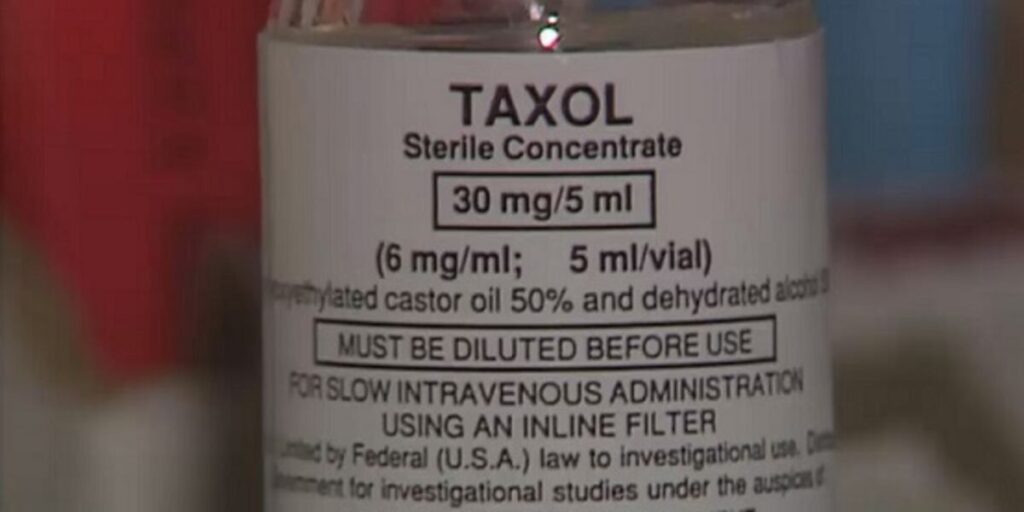 TAXOL
Sterile Concentrate
30 mg/5 ml
(6 mg/ml; 5 ml/vial)
castor oil 50% and dehydrated alcohol
MUST BE DILUTED BEFORE USE
FOR SLOW INTRAVENOUS ADMINISTRATION
USING AN INLINE FILTER
by Federal (U.S.A.) law to investigational use.
for investigational studies under the auspices of